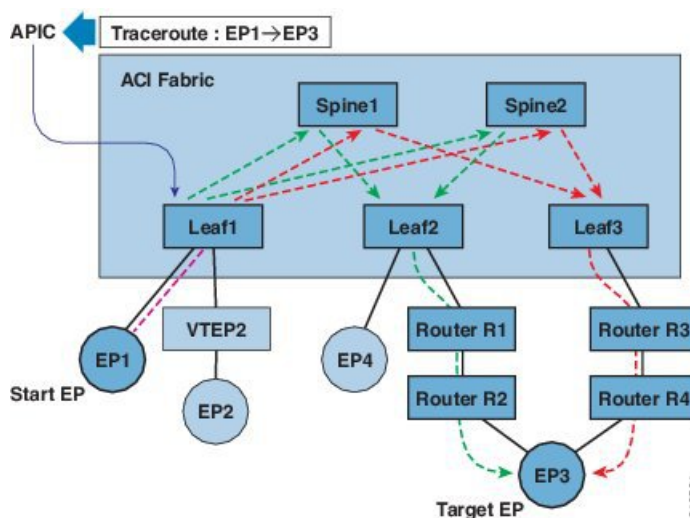 APIC
Traceroute : EP1→EP3
ACI Fabric
Spine1
Spine2
Leaf1
Leaf2
Leaf3
VTEP2
Router R1
Router R3
EP1
EP4
Start EP
EP2
Router R2
Router R4
EP3
Target EP